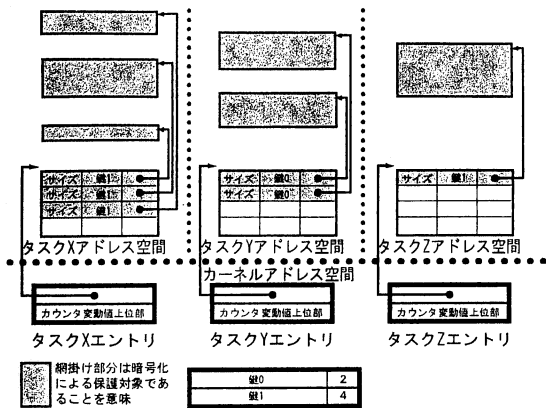 サイズ 鍵1
サイズ 鍵1
サイズ 鍵1
サイズ 鍵0
サイズ 鍵0
サイズ 鍵1
タスクXアドレス空間
タスクYアドレス空間
タスクZアドレス空間
カーネルアドレス空間
カウンタ変動値上位部
カウンタ変動値上位部
カウンタ変動値上位部
タスクXエントリ
タスクYエントリ
タスクZエントリ
網掛け部分は暗号化
による保護対象であ
ることを意味
鍵0 2
鍵1 4